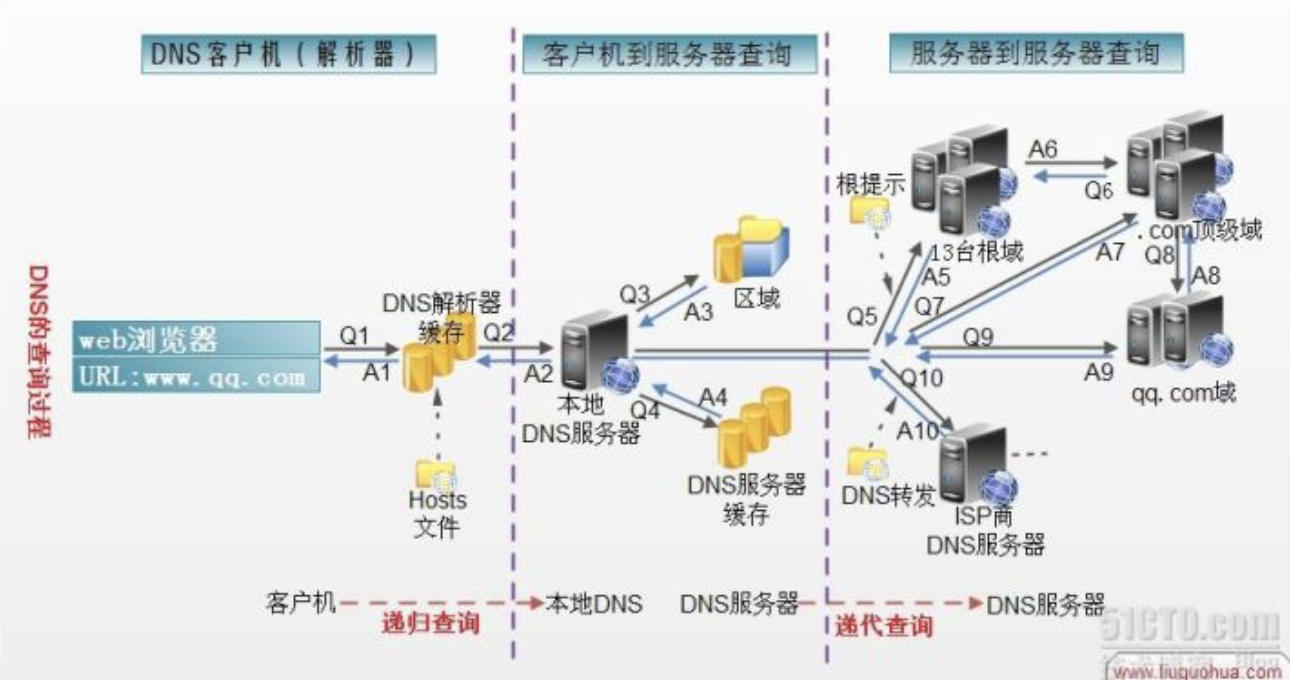 DNS客户机(解析器)
客户机到服务器查询
服务器到服务器查询
DNS的查询过程
web浏览器
URL:www.qq.com
Q1
A1
DNS解析器
缓存
Hosts
文件
Q2
A2
本地
DNS服务器
Q3
A3
区域
Q4
A4
DNS服务器
缓存
根提示
13台根域
Q5
A5
A6
Q6
.com顶级域
Q7
A7
Q8
A8
Q9
A9
qq.com域
Q10
A10
DNS转发
ISP商
DNS服务器
客户机
递归查询
本地DNS
DNS服务器
递代查询
DNS服务器
51CTO.com
www.liuguohua.com